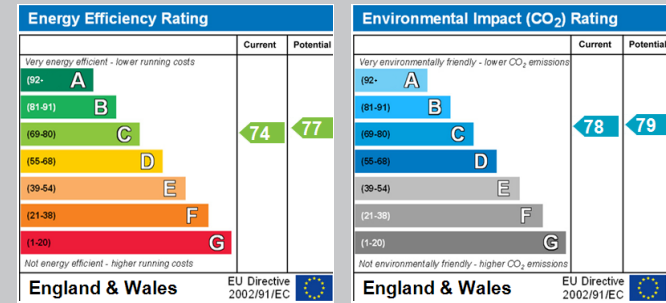 Energy Efficiency Rating
Current Potential
Very energy efficient - lower running costs
(92- A
(81-91) B
(69-80) C
74 77
(55-68) D
(39-54) E
(21-38) F
(1-20) G
Not energy efficient - higher running costs
England & Wales
EU Directive
2002/91/EC
Environmental Impact (CO2) Rating
Current Potential
Very environmentally friendly - lower CO2 emissions
(92- A
(81-91) B
(69-80) C
78 79
(55-68) D
(39-54) E
(21-38) F
(1-20) G
Not environmentally friendly - higher CO2 emissions
England & Wales
EU Directive
2002/91/EC